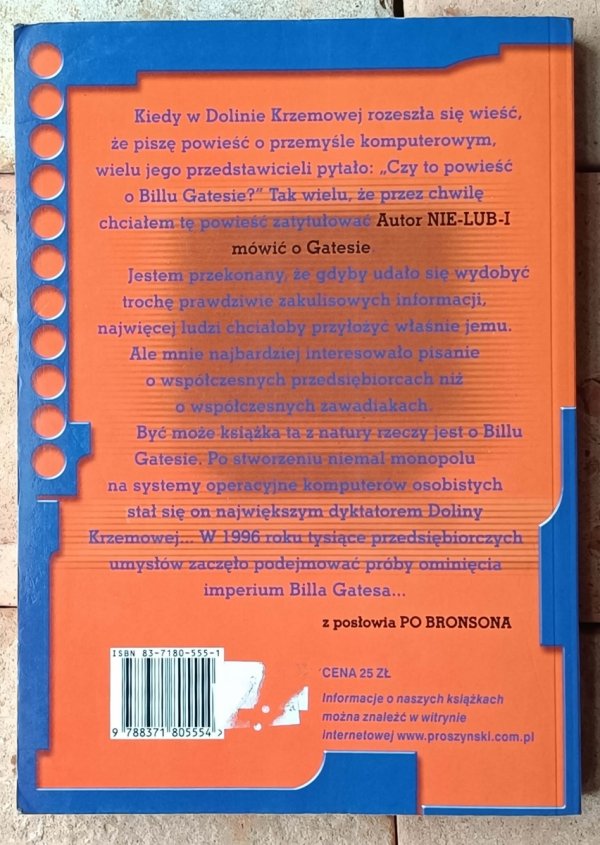 Kiedy w Dolinie Krzemowej rozeszła się wieść,
że piszę powieść o przemyśle komputerowym,
wielu jego przedstawicieli pytało: „Czy to powieść
o Billu Gatesie?” Tak wielu, że przez chwilę
chciałem tę powieść zatytułować Autor NIE-LUB-I
mówić o Gatesie.
Jestem przekonany, że gdyby udało się wydobyć
trochę prawdziwie zakulisowych informacji,
najwięcej ludzi chciałoby przyłożyć właśnie jemu.
Ale mnie najbardziej interesowało pisanie
o współczesnych przedsiębiorcach niż
o współczesnych zawadiakach.
Być może książka ta z natury rzeczy jest o Billu
Gatesie. Po stworzeniu niemal monopolu
na systemy operacyjne komputerów osobistych
stał się on największym dyktatorem Doliny
Krzemowej... W 1996 roku tysiące przedsiębiorczych
umysłów zaczęło podejmować próby ominięcia
imperium Billa Gatesa...
z posłowia PO BRONSONA
ISBN 83-7180-555-1
9 788371 805554 >
CENA 25 ZŁ
Informacje o naszych książkach
można znaleźć w witrynie
internetowej www.proszynski.com.pl